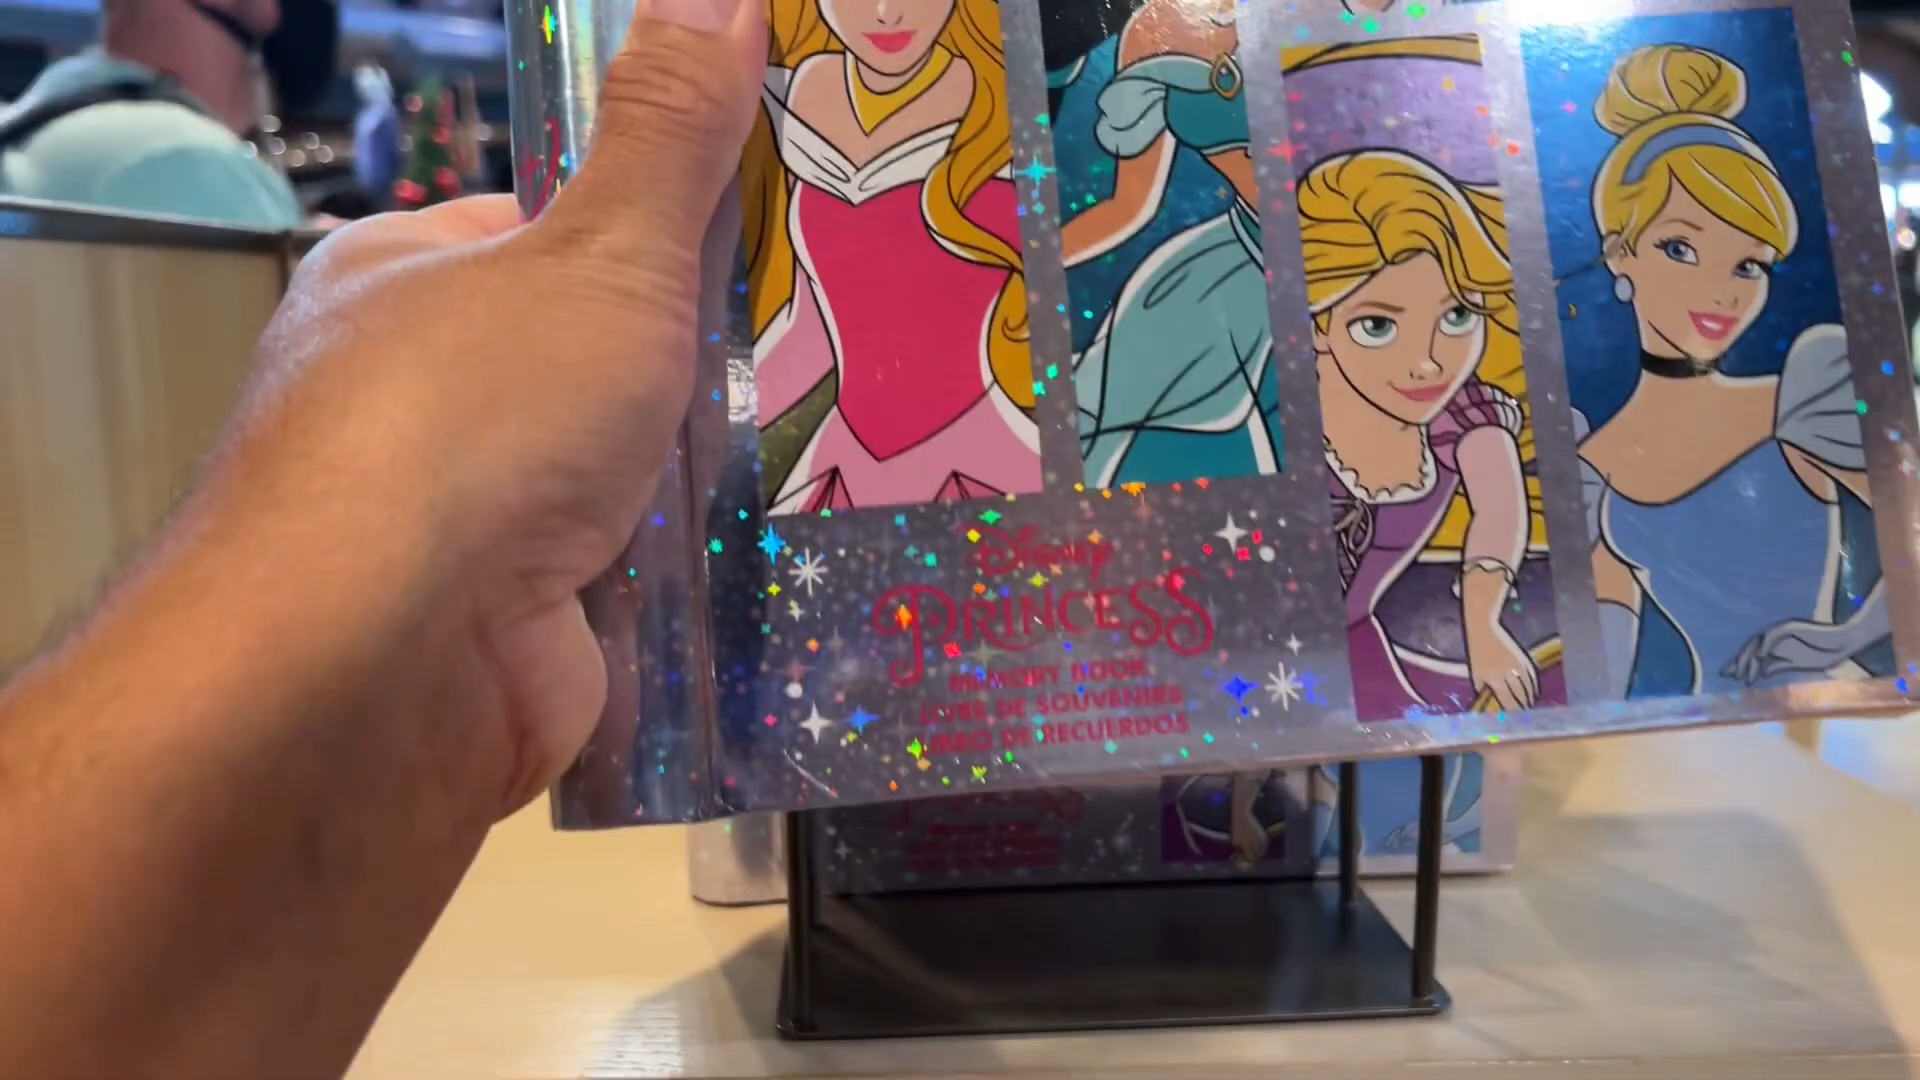 Disney
PRINCESS
MEMORY BOOK
LIVRE DE SOUVENIRS
LIBRO DE RECUERDOS